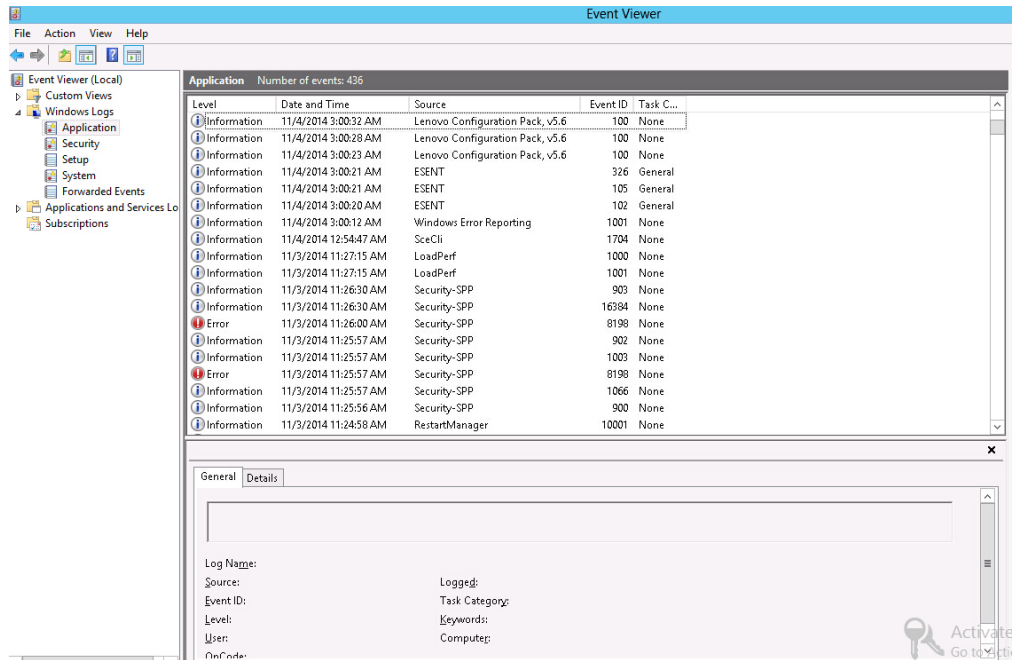 Event Viewer
File Action View Help
Event Viewer (Local)
Custom Views
Windows Logs
Application
Security
Setup
System
Forwarded Events
Applications and Services Lo
Subscriptions
Application Number of events: 436
Level Date and Time Source Event ID Task C...
Information 11/4/2014 3:00:32 AM Lenovo Configuration Pack, v5.6 100 None
Information 11/4/2014 3:00:28 AM Lenovo Configuration Pack, v5.6 100 None
Information 11/4/2014 3:00:23 AM Lenovo Configuration Pack, v5.6 100 None
Information 11/4/2014 3:00:21 AM ESENT 326 General
Information 11/4/2014 3:00:21 AM ESENT 105 General
Information 11/4/2014 3:00:20 AM ESENT 102 General
Information 11/4/2014 3:00:12 AM Windows Error Reporting 1001 None
Information 11/4/2014 12:54:47 AM SceCli 1704 None
Information 11/3/2014 11:27:15 AM LoadPerf 1000 None
Information 11/3/2014 11:27:15 AM LoadPerf 1001 None
Information 11/3/2014 11:26:30 AM Security-SPP 903 None
Information 11/3/2014 11:26:30 AM Security-SPP 16384 None
Error 11/3/2014 11:26:00 AM Security-SPP 8198 None
Information 11/3/2014 11:25:57 AM Security-SPP 902 None
Information 11/3/2014 11:25:57 AM Security-SPP 1003 None
Error 11/3/2014 11:25:57 AM Security-SPP 8198 None
Information 11/3/2014 11:25:57 AM Security-SPP 1066 None
Information 11/3/2014 11:25:56 AM Security-SPP 900 None
Information 11/3/2014 11:24:58 AM RestartManager 10001 None
General Details
Log Name:
Source: Logged:
Event ID: Task Category:
Level: Keywords:
User: Computer:
OpCode:
Activate
Go to Acti